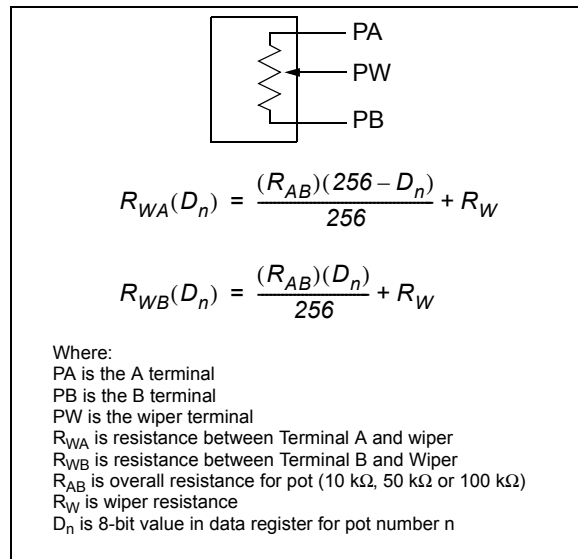 PA
PW
PB
R_WA(D_n) = (R_AB)(256 – D_n) / 256 + R_W
R_WB(D_n) = (R_AB)(D_n) / 256 + R_W
Where:
PA is the A terminal
PB is the B terminal
PW is the wiper terminal
R_WA is resistance between Terminal A and wiper
R_WB is resistance between Terminal B and Wiper
R_AB is overall resistance for pot (10 kΩ, 50 kΩ or 100 kΩ)
R_W is wiper resistance
D_n is 8-bit value in data register for pot number n